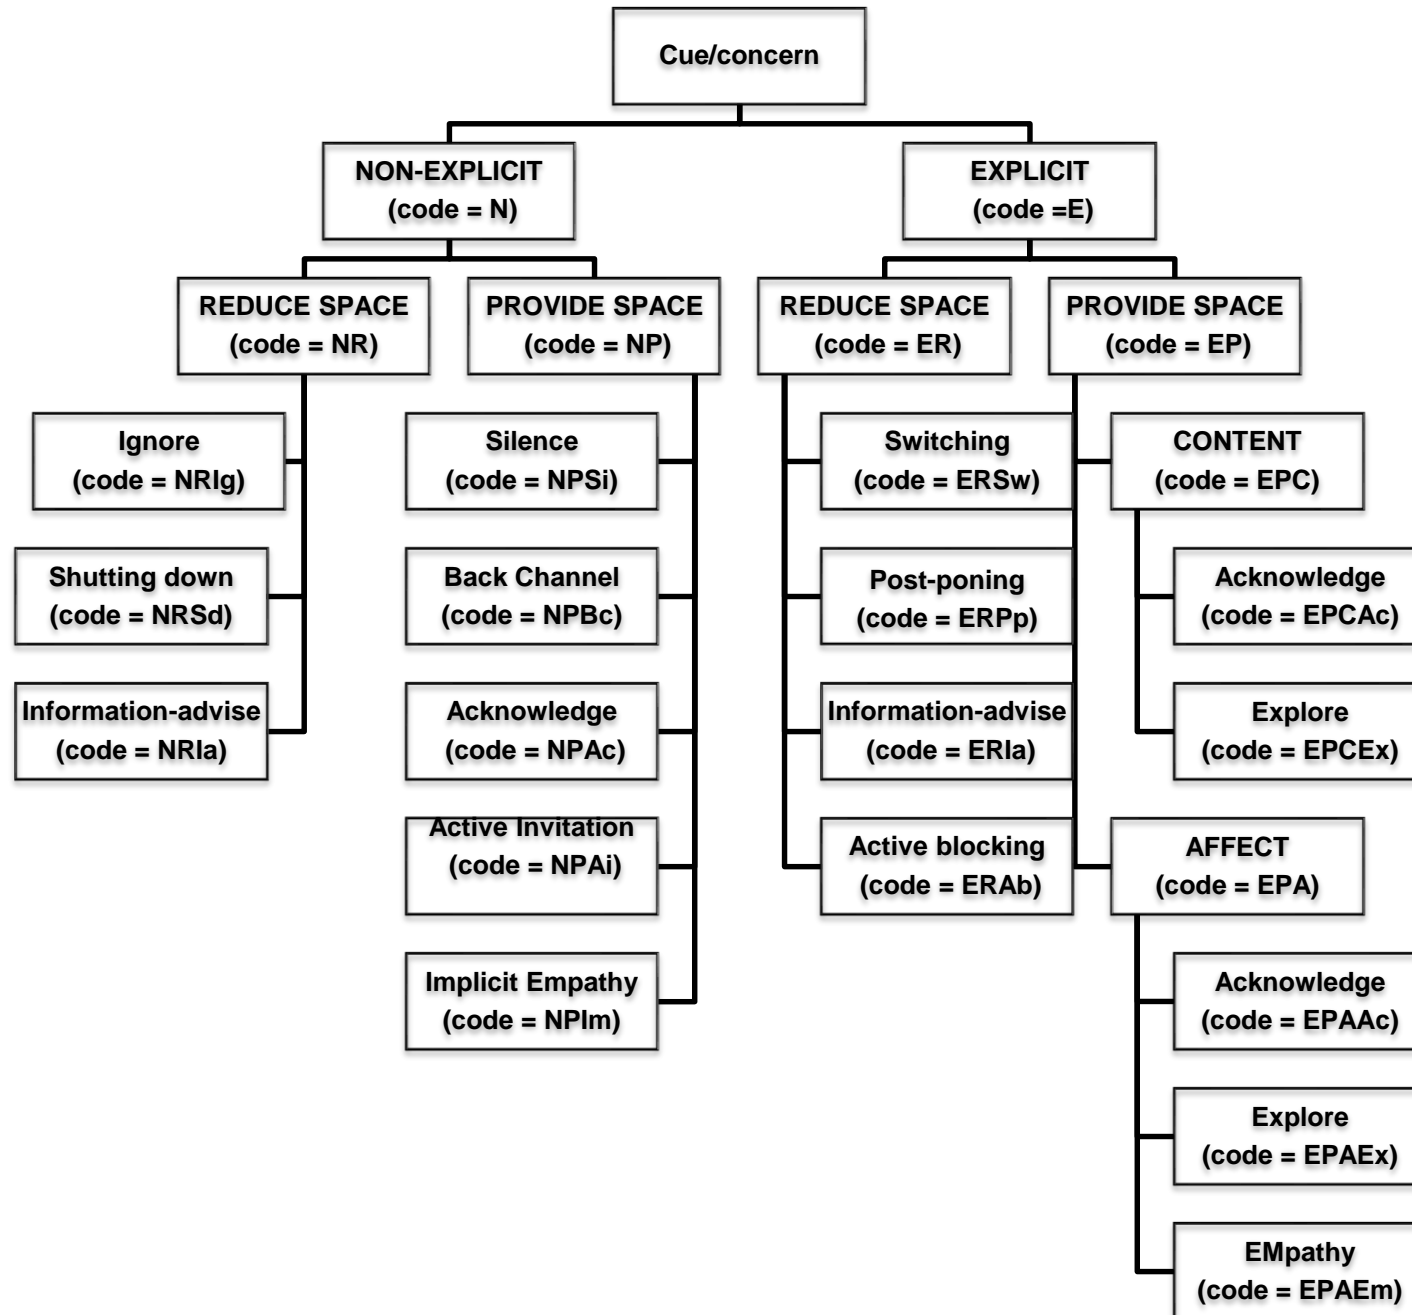 Cue/concern
NON-EXPLICIT
(code = N)
EXPLICIT
(code =E)
REDUCE SPACE
(code = NR)
PROVIDE SPACE
(code = NP)
REDUCE SPACE
(code = ER)
PROVIDE SPACE
(code = EP)
Ignore
(code = NRIg)
Shutting down
(code = NRSd)
Information-advise
(code = NRIa)
Silence
(code = NPSi)
Back Channel
(code = NPBc)
Acknowledge
(code = NPAc)
Active Invitation
(code = NPAi)
Implicit Empathy
(code = NPIm)
Switching
(code = ERSw)
Post-poning
(code = ERPp)
Information-advise
(code = ERIa)
Active blocking
(code = ERAb)
CONTENT
(code = EPC)
Acknowledge
(code = EPCAc)
Explore
(code = EPCEx)
AFFECT
(code = EPA)
Acknowledge
(code = EPAAc)
Explore
(code = EPAEx)
EMpathy
(code = EPAEm)